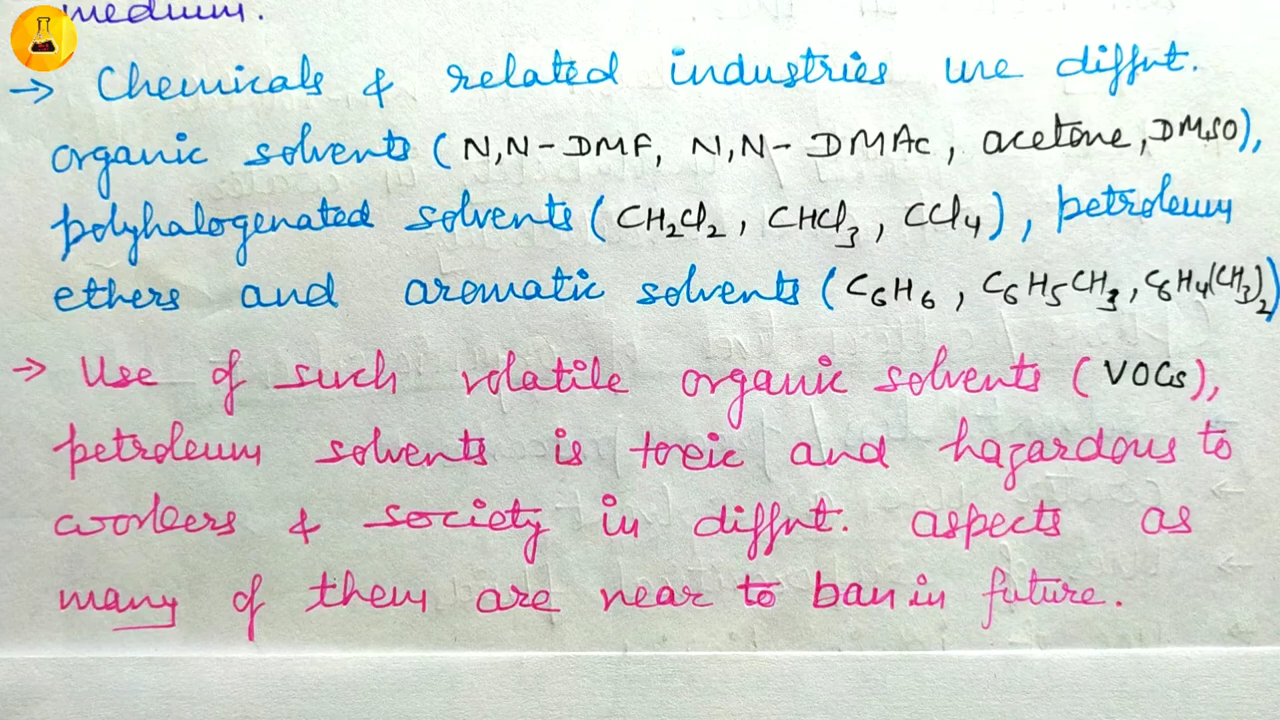 medium.
→ Chemicals & related industries use diffnt.
organic solvents (N,N-DMF, N,N- DMAc, acetone, DMSO),
polyhalogenated solvents (CH₂Cl₂, CHCl₃, CCl₄), petroleum
ethers and aromatic solvents (C₆H₆, C₆H₅CH₃, C₆H₄(CH₃)₂)
→ Use of such volatile organic solvents (VOCs),
petroleum solvents is toxic and hazardous to
workers & society in diffnt. aspects as
many of them are near to ban in future.